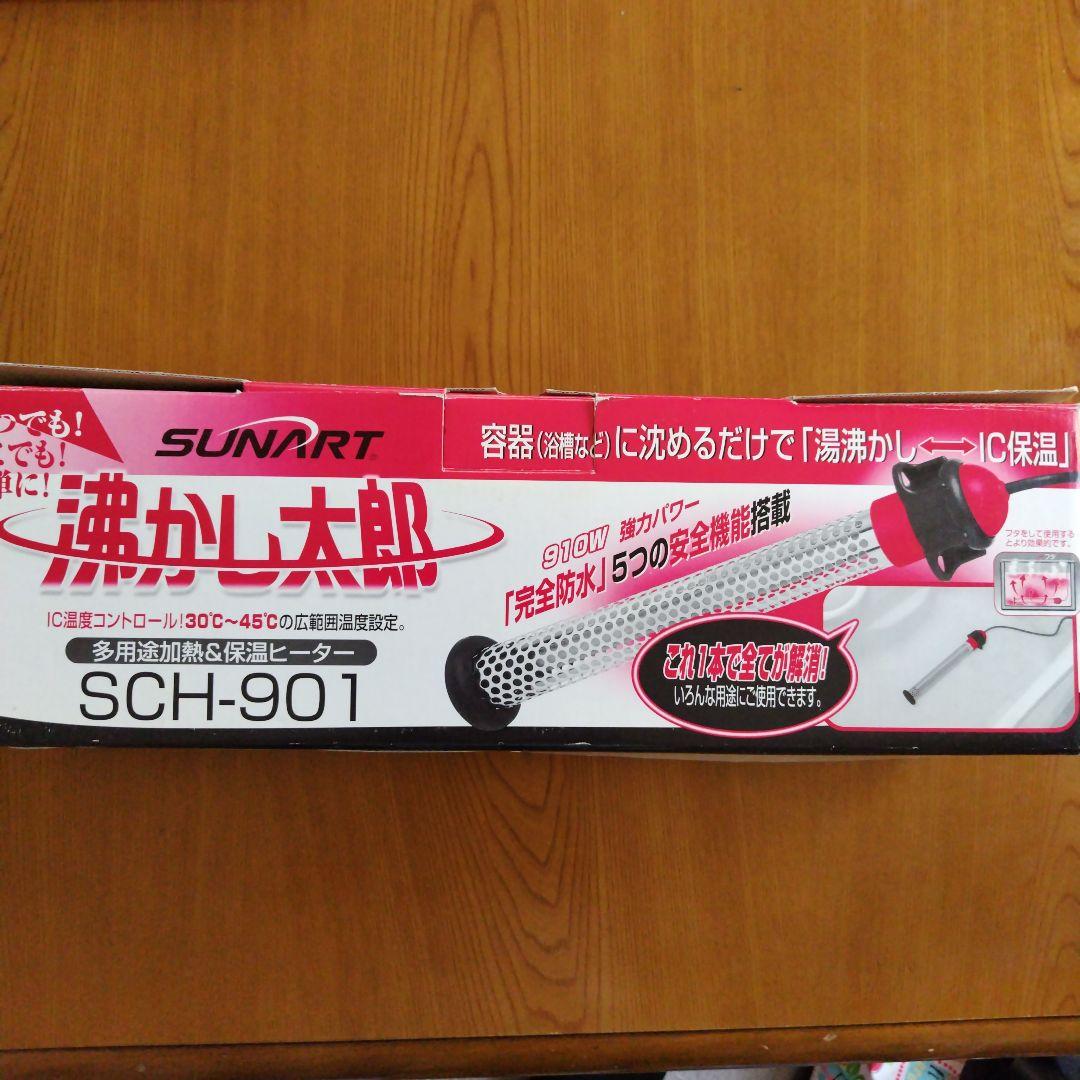 つでも!
こでも!
単に!
SUNART
沸かし太郎
IC温度コントロール!30℃~45℃の広範囲温度設定。
多用途加熱&保温ヒーター
SCH-901
容器(浴槽など)に沈めるだけで「湯沸かし⟷IC保温」
910W 強力パワー
「完全防水」5つの安全機能搭載
これ1本で全てが解消!
いろんな用途にご使用できます。
フタをして使用する
とより効果的です。